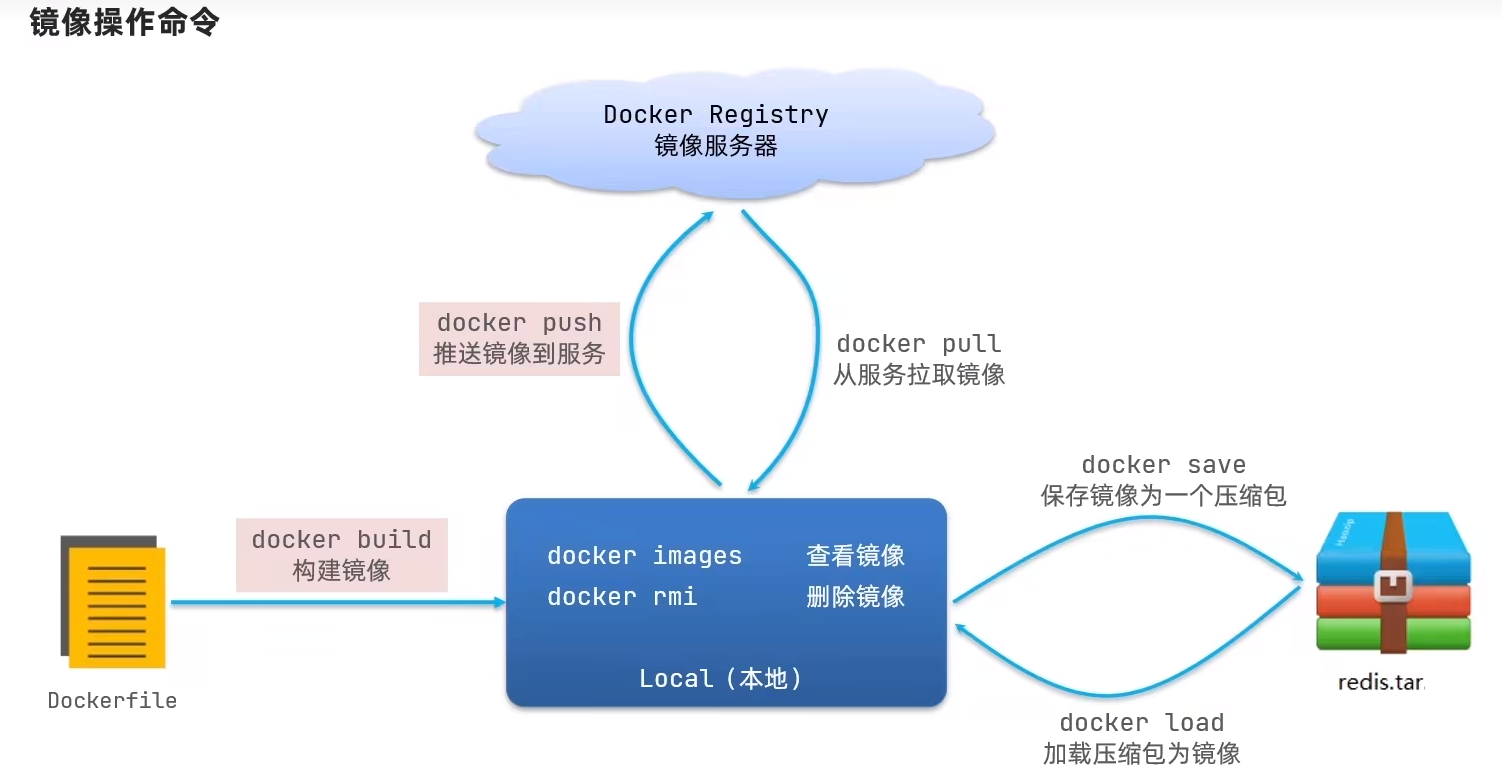 镜像操作命令
Docker Registry
镜像服务器
docker push
推送镜像到服务
docker pull
从服务拉取镜像
docker save
保存镜像为一个压缩包
docker build
构建镜像
docker images 查看镜像
docker rmi 删除镜像
Local（本地）
Dockerfile
redis.tar
docker load
加载压缩包为镜像